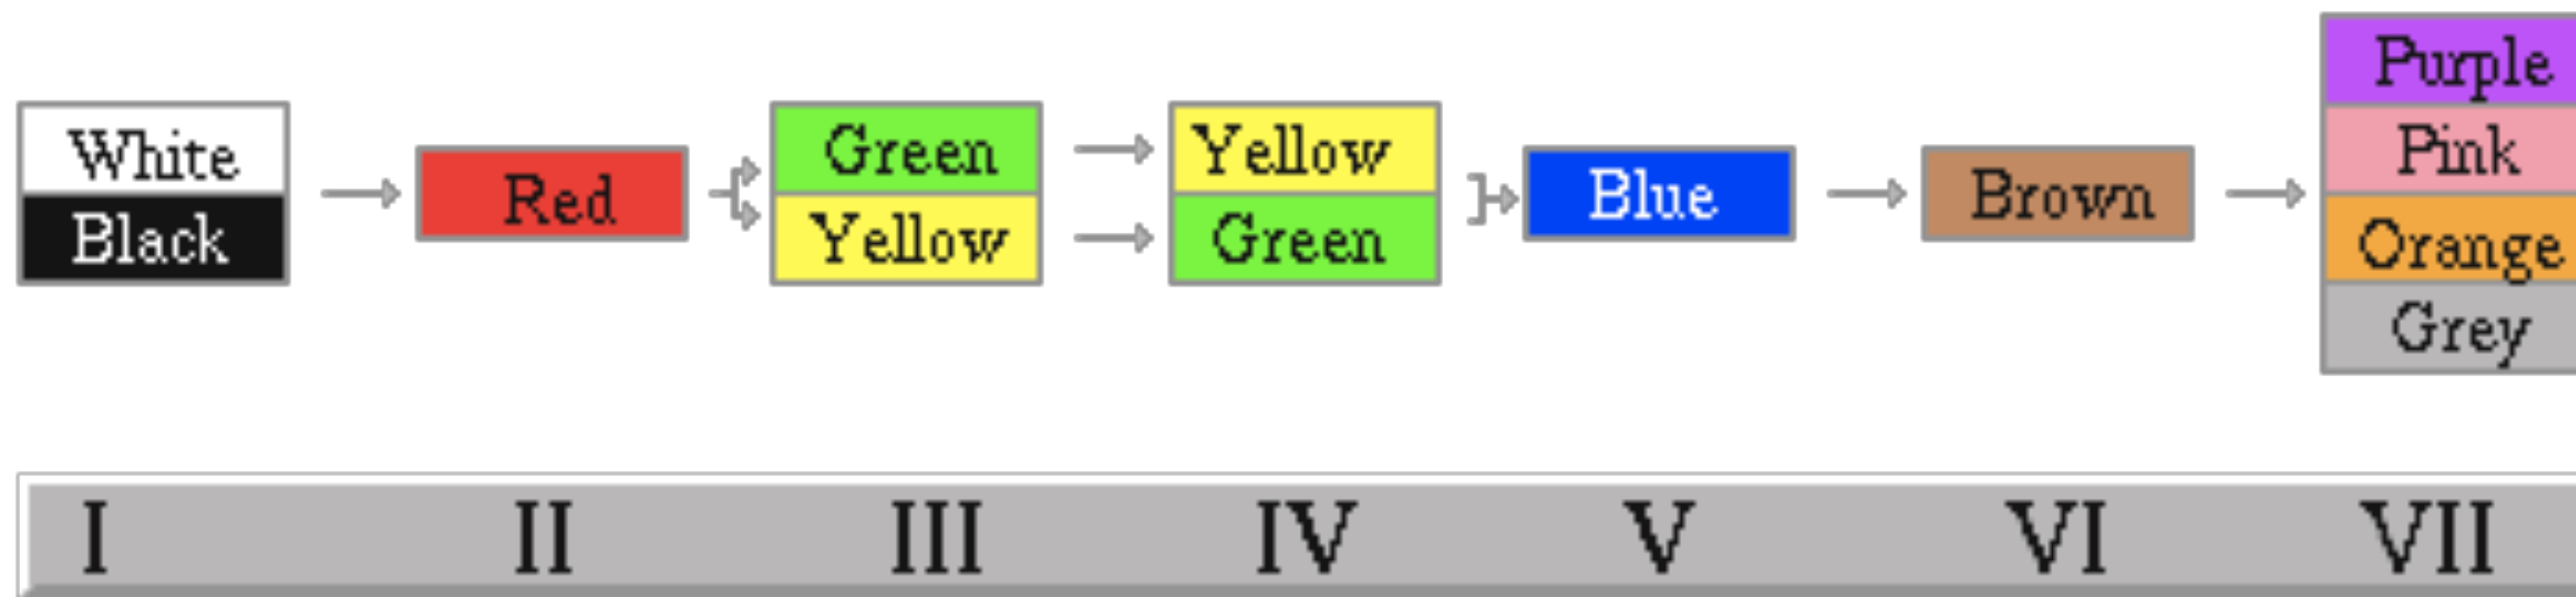 White
Black
Red
Green
Yellow
Yellow
Green
Blue
Brown
Purple
Pink
Orange
Grey
I II III IV V VI VII